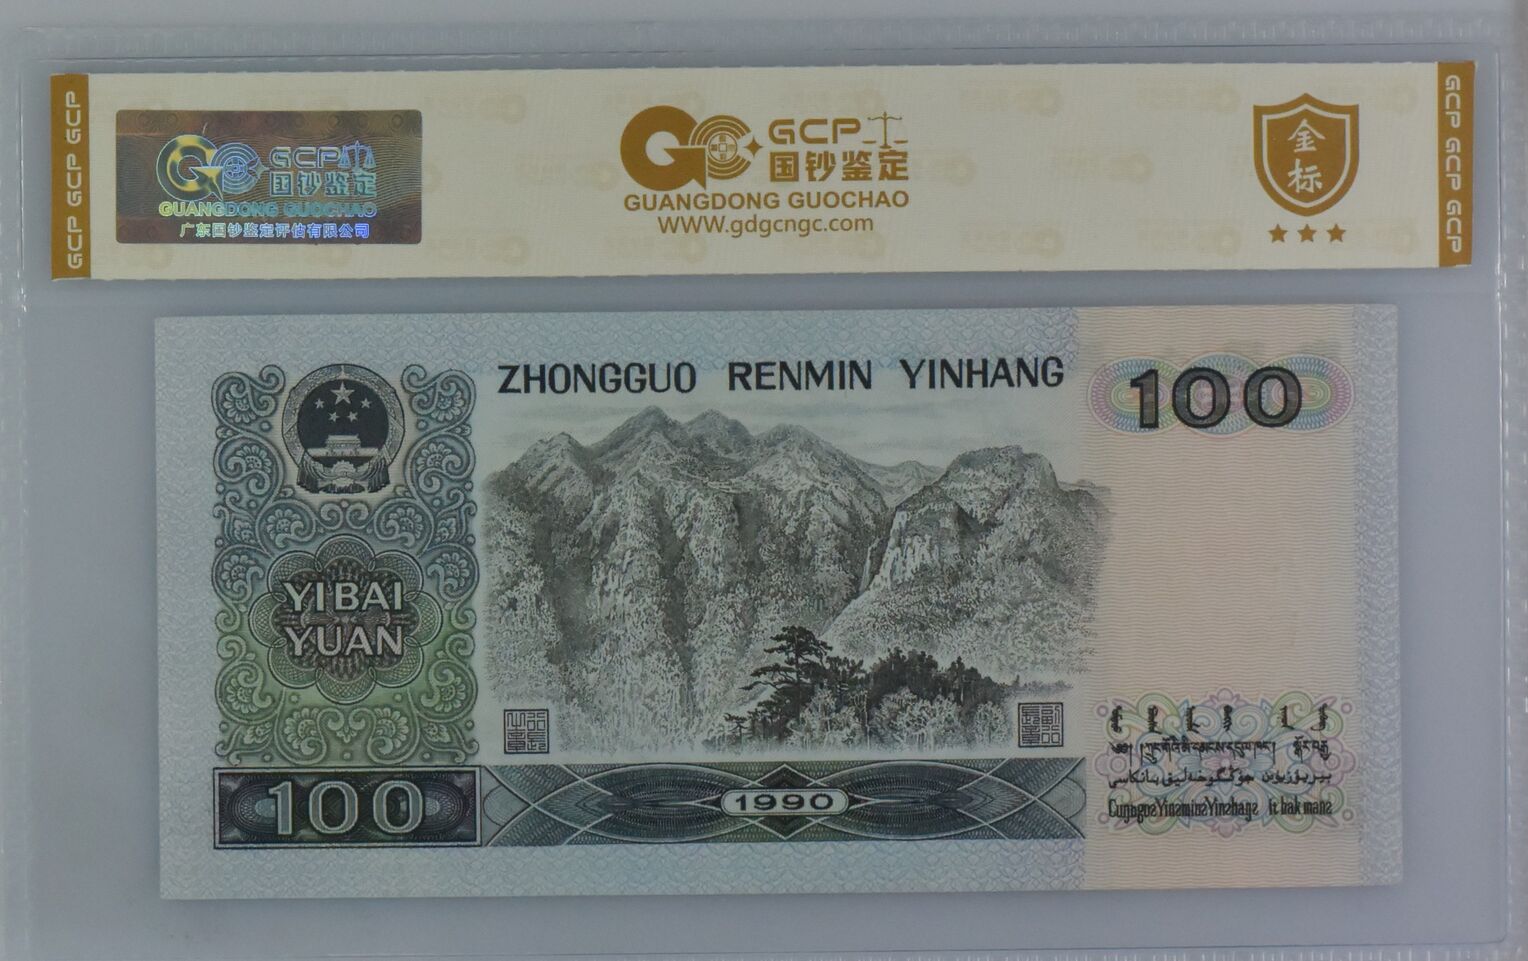 GCP GCP GCP
GCP
国钞鉴定
GUANGDONG GUOCHAO
广东国钞鉴定评估有限公司
GCP
国钞鉴定
GUANGDONG GUOCHAO
WWW.gdgcngc.com
金标
GCP GCP GCP
ZHONGGUO RENMIN YINHANG
100
YI BAI
YUAN
100
1990